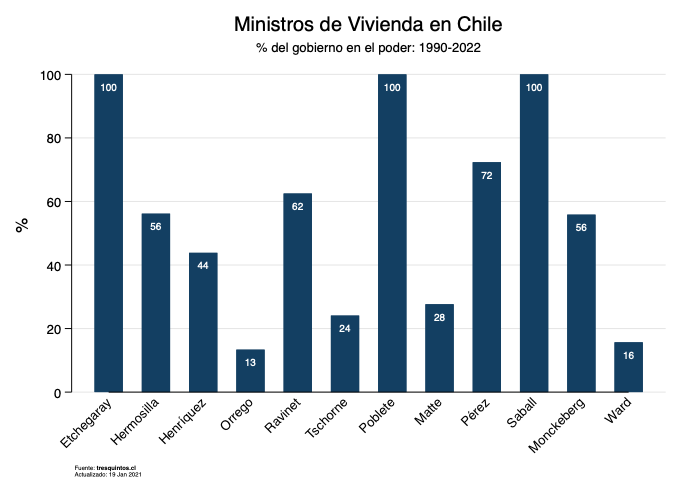 Ministros de Vivienda en Chile
% del gobierno en el poder: 1990-2022
%
100
80
60
40
20
0
100
56
44
13
62
24
100
28
72
100
56
16
Etchegaray
Hermosilla
Henríquez
Orrego
Ravinet
Tschorne
Poblete
Matte
Pérez
Saball
Monckeberg
Ward
Fuente: tresquintos.cl
Actualizado: 19 Jan 2021